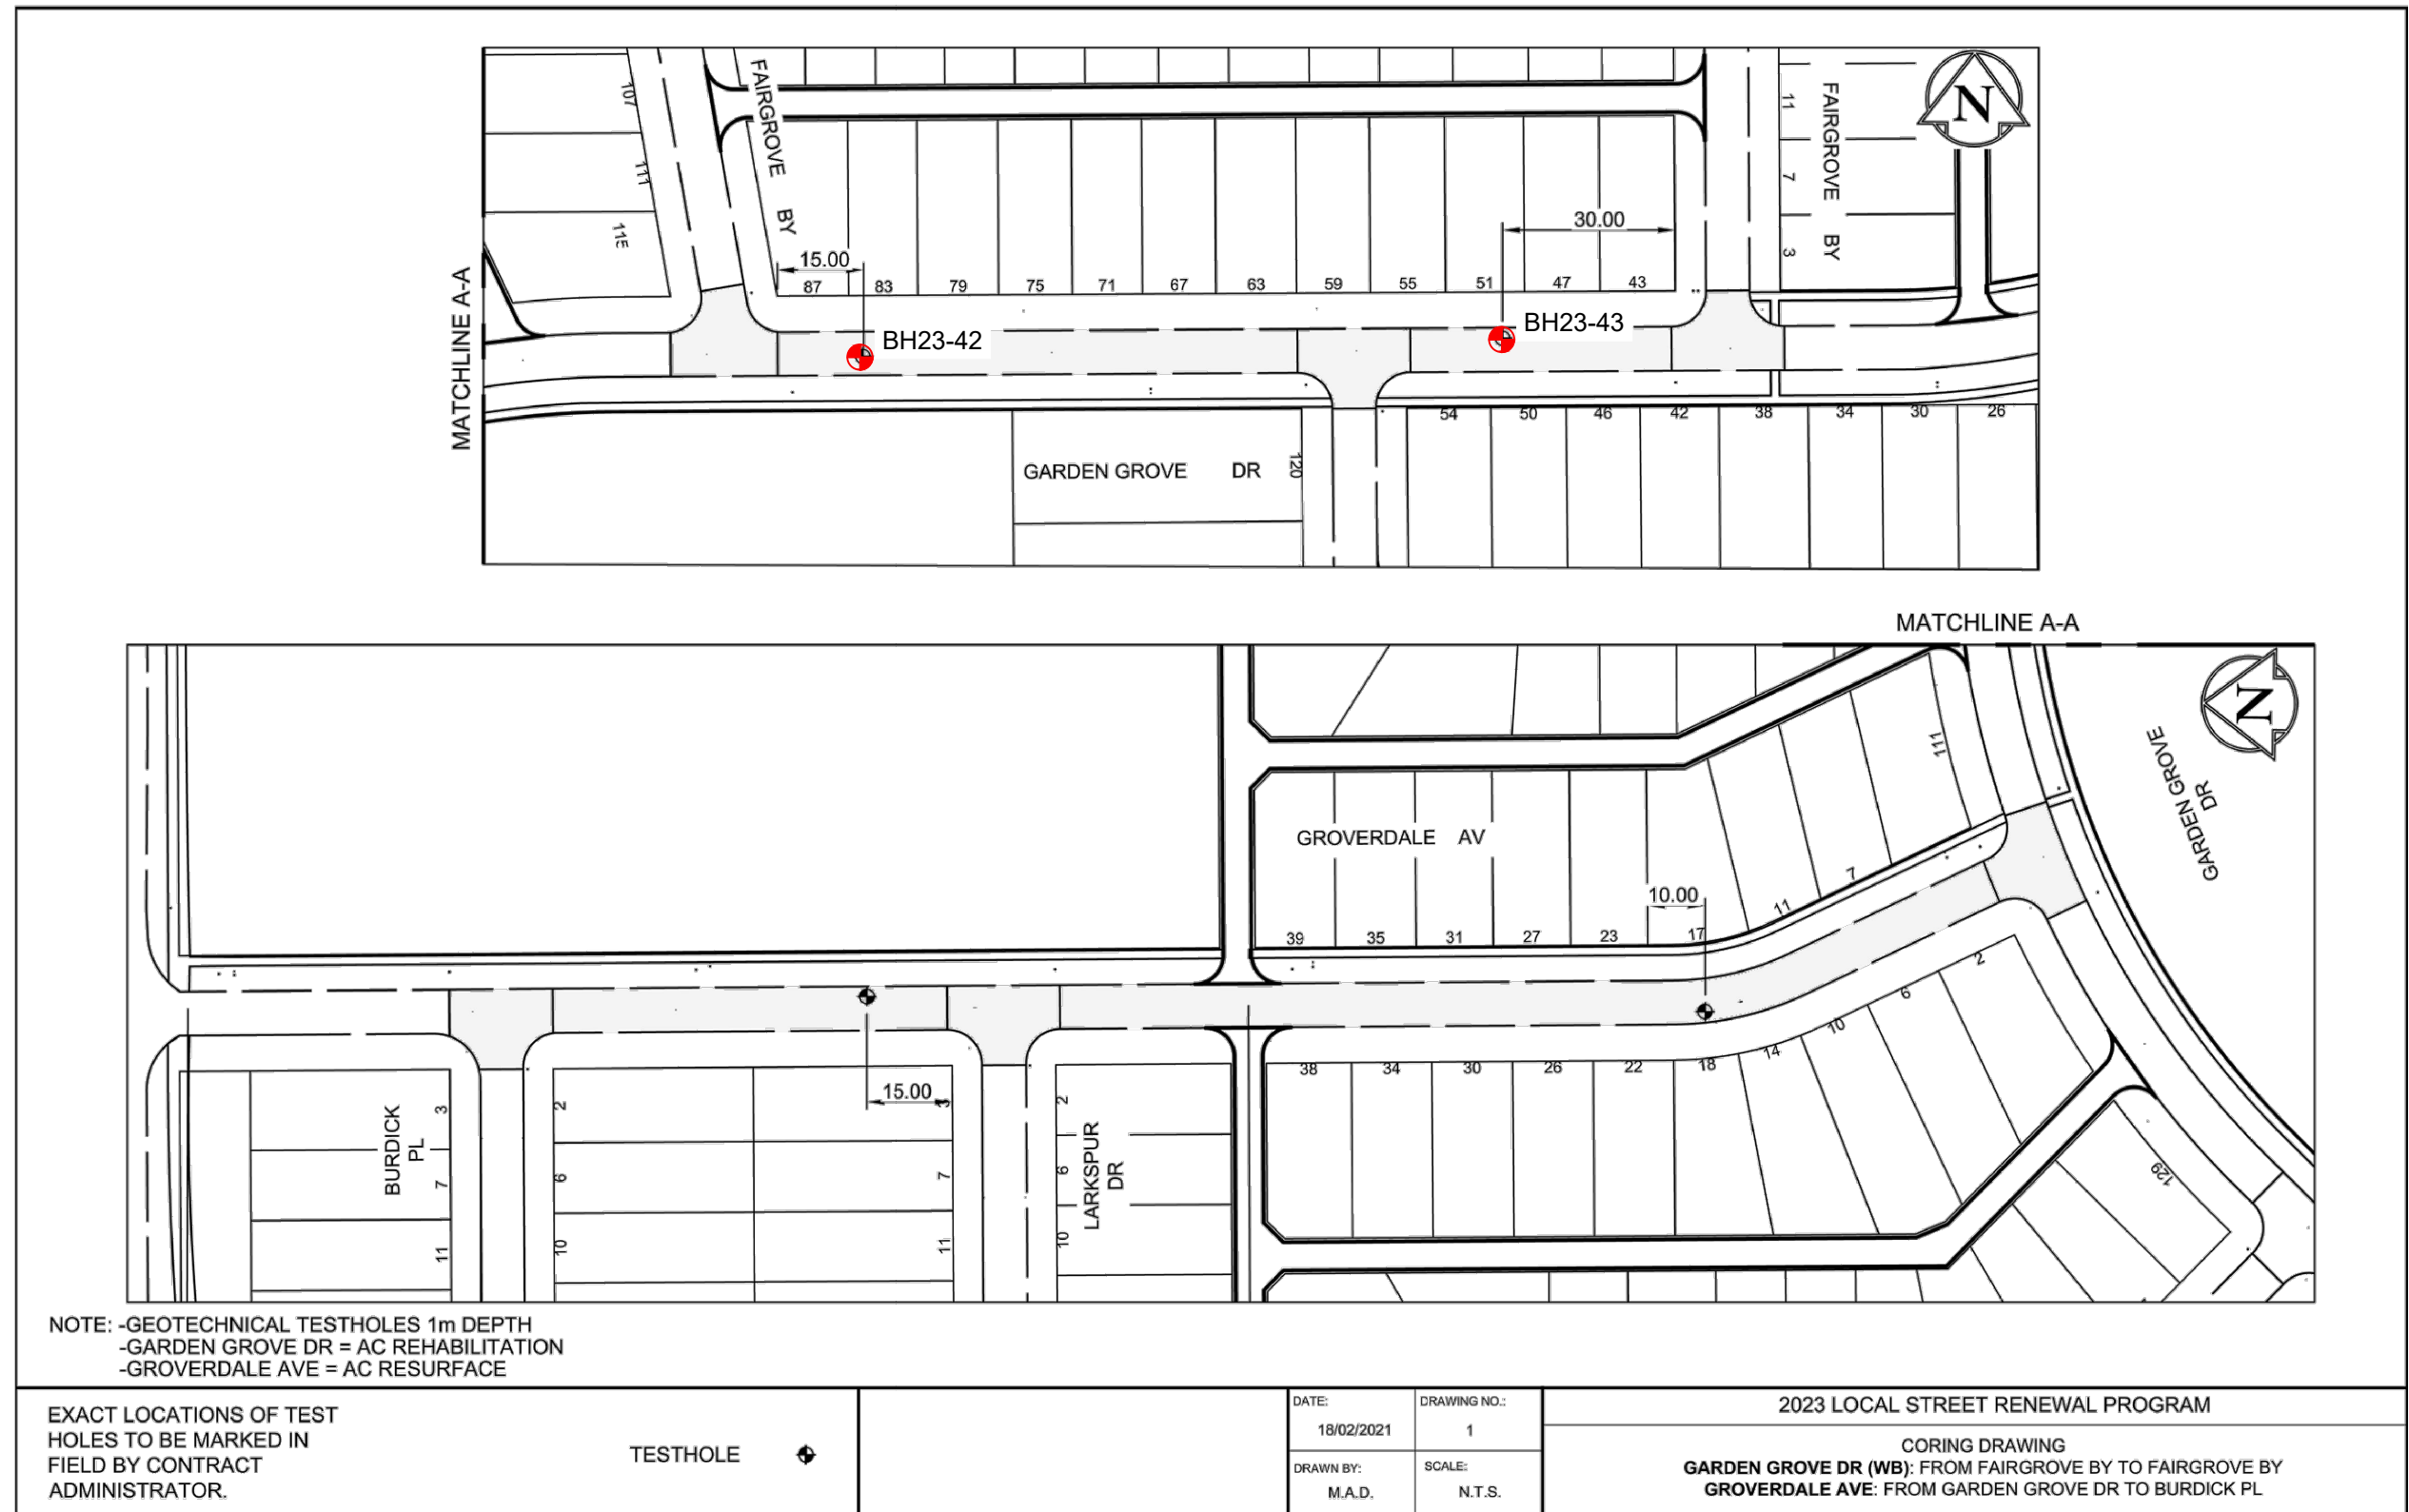 FAIRGROVE BY
107
111
115
N
FAIRGROVE BY
11
7
3
15.00
30.00
87 83 79 75 71 67 63 59 55 51 47 43
BH23-42
BH23-43
MATCHLINE A-A
54 50 46 42 38 34 30 26
GARDEN GROVE DR
120
MATCHLINE A-A
N
GARDEN GROVE
DR
111
GROVERDALE AV
10.00
39 35 31 27 23 17 11 7
38 34 30 26 22 18 14 10 6 2
15.00
BURDICK
PL
3
7
11
2
6
10
3
7
11
LARKSPUR
DR
2
6
10
129
NOTE: -GEOTECHNICAL TESTHOLES 1m DEPTH
-GARDEN GROVE DR = AC REHABILITATION
-GROVERDALE AVE = AC RESURFACE
EXACT LOCATIONS OF TEST
HOLES TO BE MARKED IN
FIELD BY CONTRACT
ADMINISTRATOR.
TESTHOLE
DATE:
18/02/2021
DRAWING NO.:
1
DRAWN BY:
M.A.D.
SCALE:
N.T.S.
2023 LOCAL STREET RENEWAL PROGRAM
CORING DRAWING
GARDEN GROVE DR (WB): FROM FAIRGROVE BY TO FAIRGROVE BY
GROVERDALE AVE: FROM GARDEN GROVE DR TO BURDICK PL